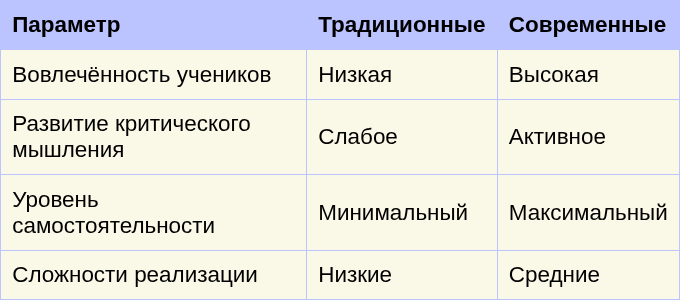 Параметр Традиционные Современные
Вовлечённость учеников Низкая Высокая
Развитие критического
мышления Слабое Активное
Уровень
самостоятельности Минимальный Максимальный
Сложности реализации Низкие Средние